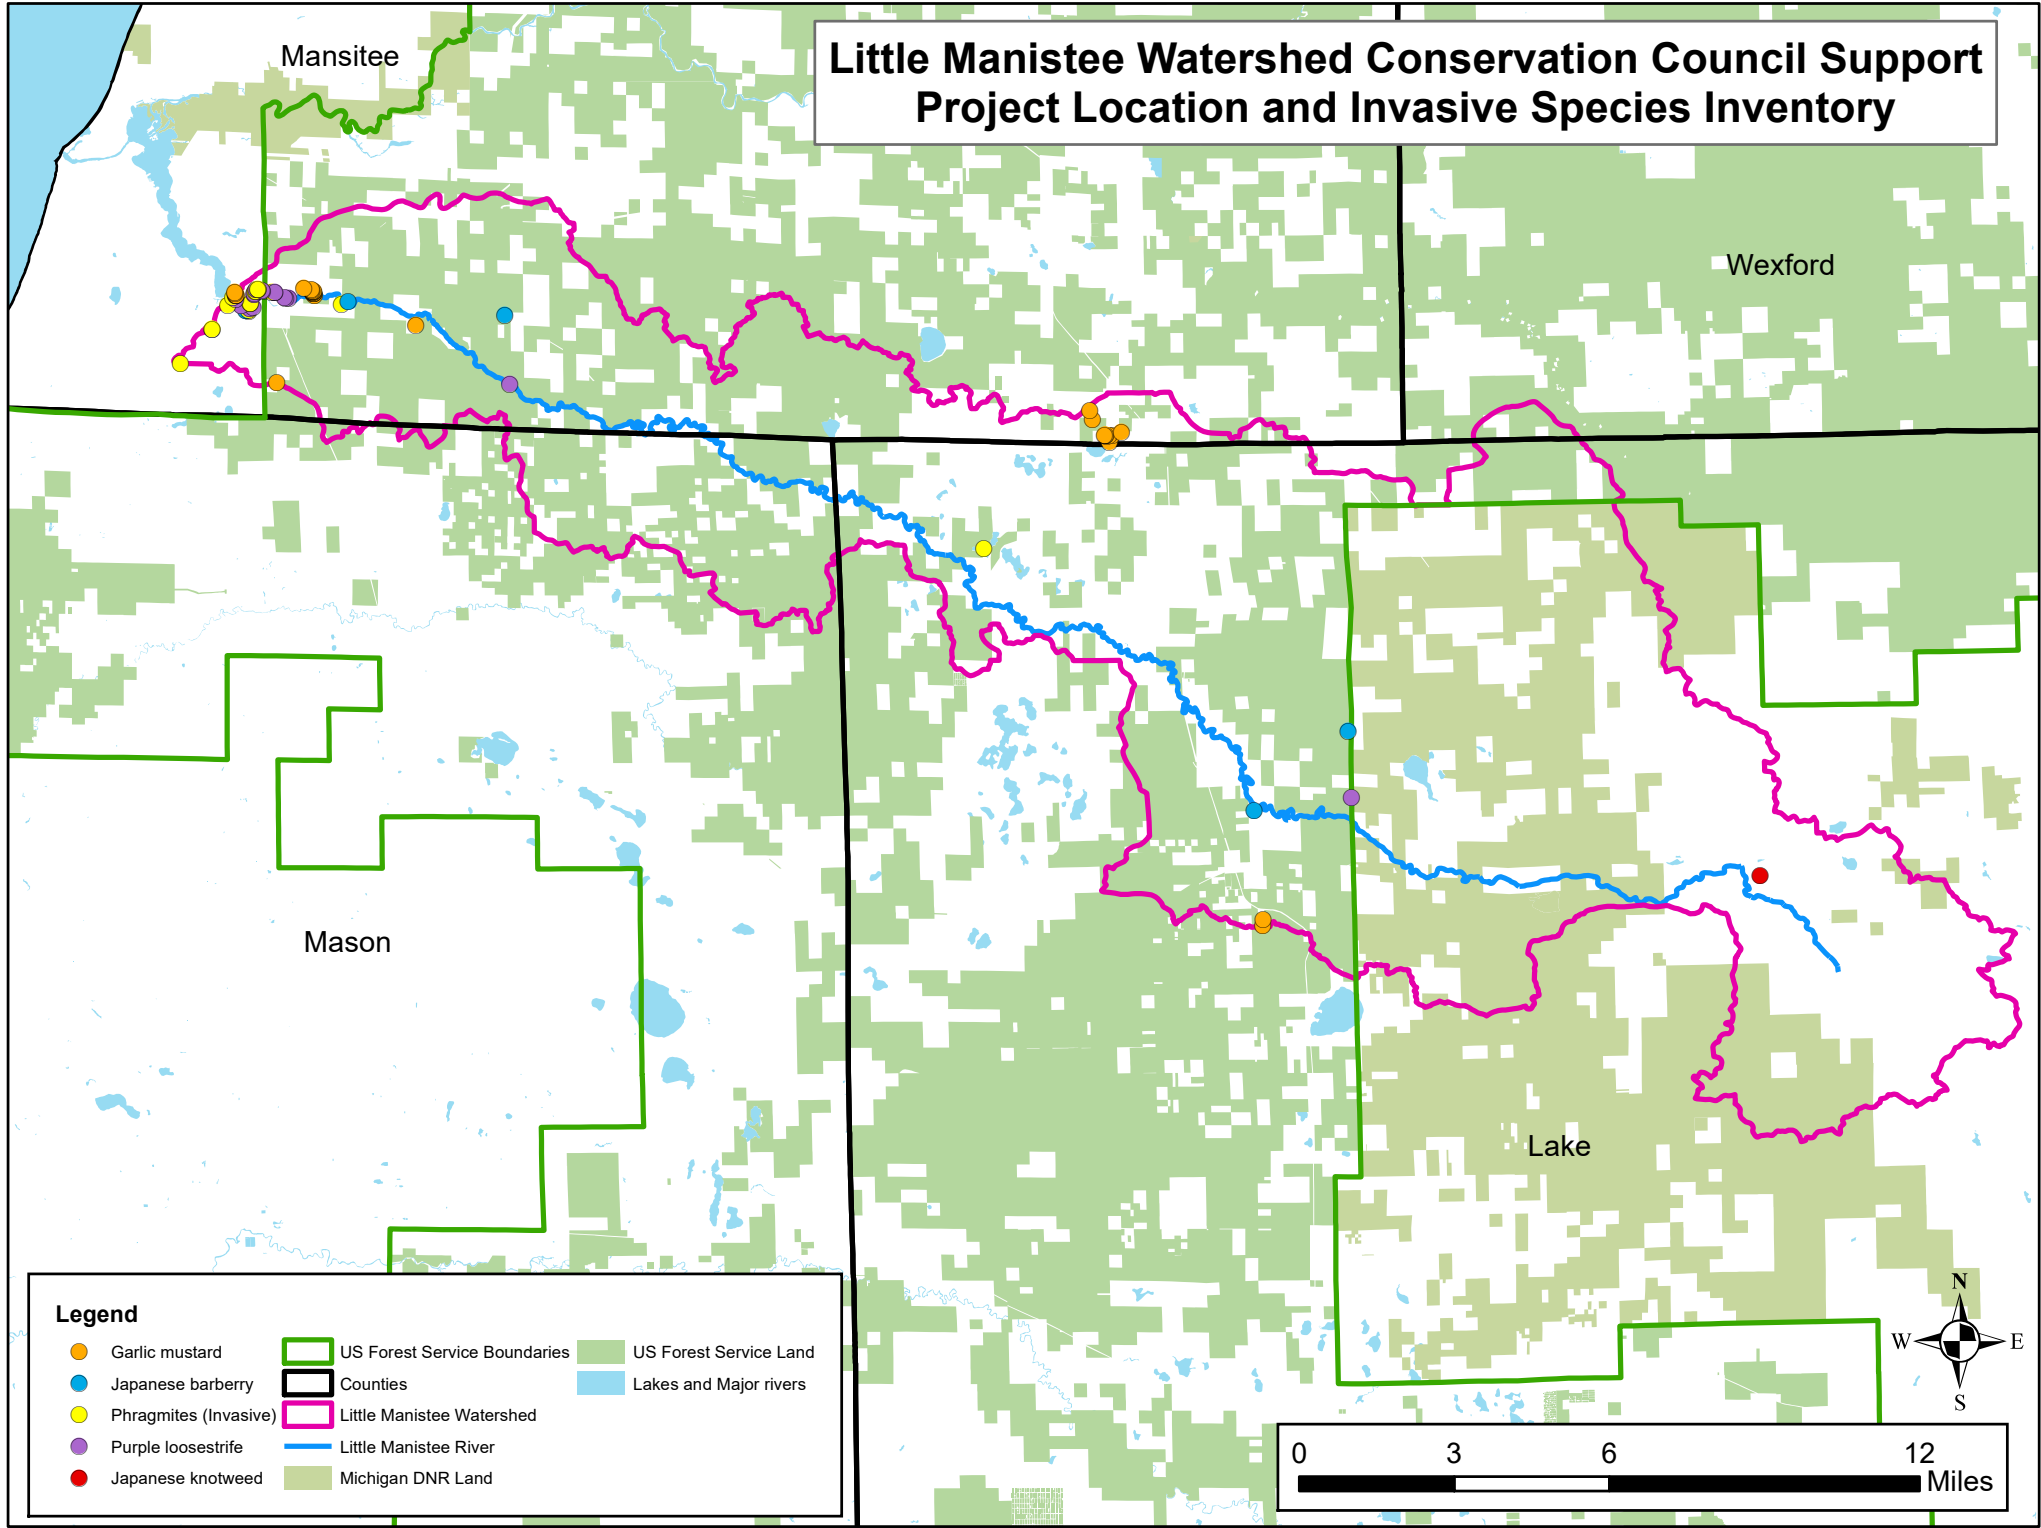 Little Manistee Watershed Conservation Council Support
Project Location and Invasive Species Inventory
Mansitee
Wexford
Mason
Lake
Legend
Garlic mustard
Japanese barberry
Phragmites (Invasive)
Purple loosestrife
Japanese knotweed
US Forest Service Boundaries
Counties
Little Manistee Watershed
Little Manistee River
Michigan DNR Land
US Forest Service Land
Lakes and Major rivers
N
W E
S
0 3 6 12
Miles